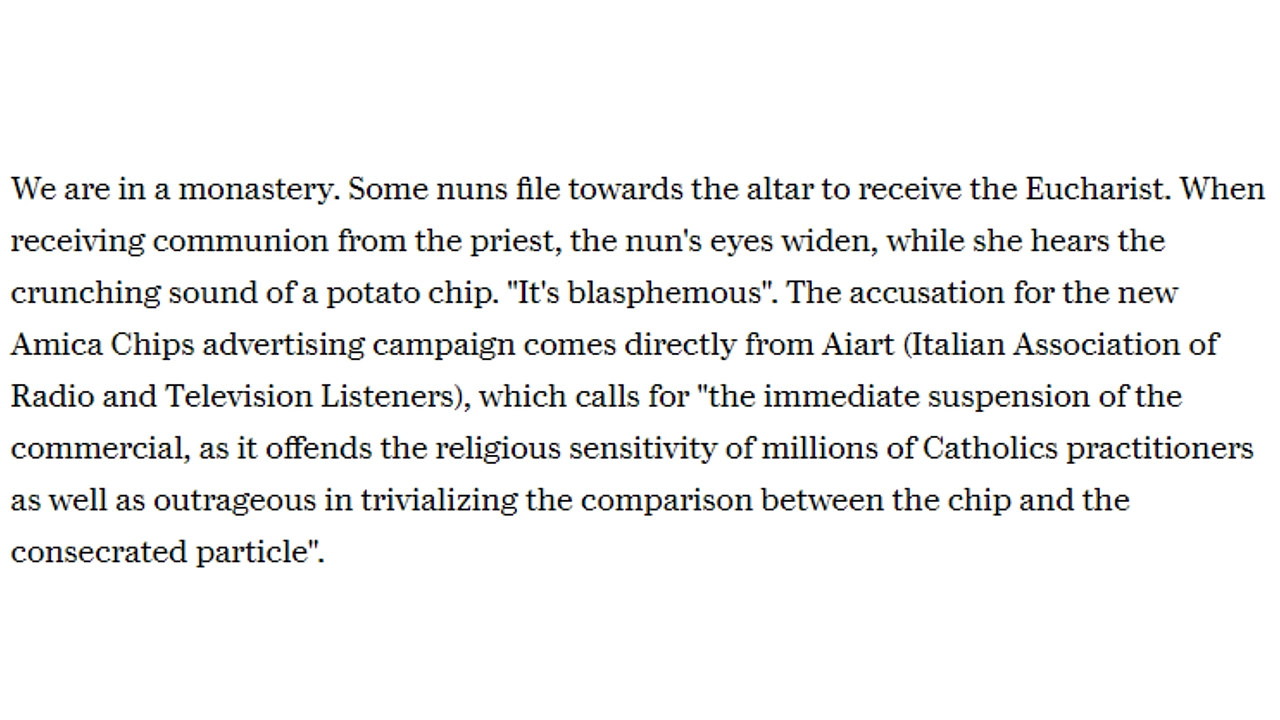 We are in a monastery. Some nuns file towards the altar to receive the Eucharist. When
receiving communion from the priest, the nun's eyes widen, while she hears the
crunching sound of a potato chip. "It's blasphemous". The accusation for the new
Amica Chips advertising campaign comes directly from Aiart (Italian Association of
Radio and Television Listeners), which calls for "the immediate suspension of the
commercial, as it offends the religious sensitivity of millions of Catholics practitioners
as well as outrageous in trivializing the comparison between the chip and the
consecrated particle".